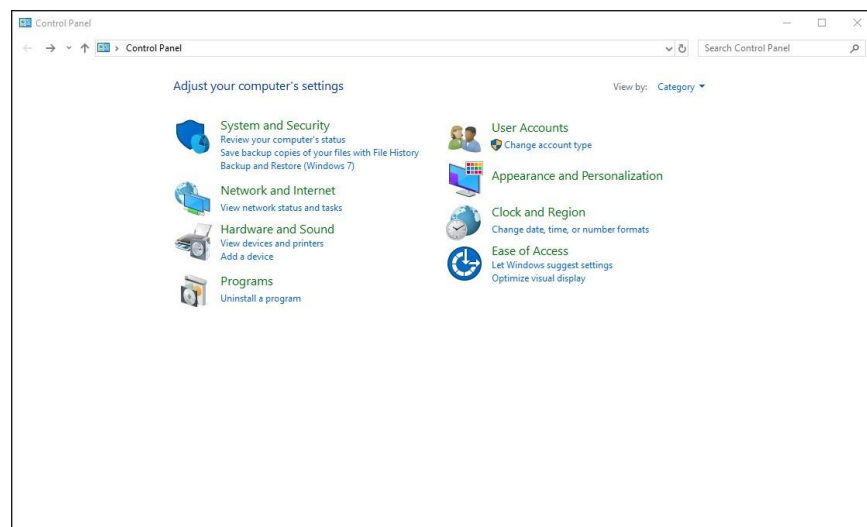 Control Panel
Control Panel
Search Control Panel
Adjust your computer's settings
View by: Category
System and Security
Review your computer's status
Save backup copies of your files with File History
Backup and Restore (Windows 7)
Network and Internet
View network status and tasks
Hardware and Sound
View devices and printers
Add a device
Programs
Uninstall a program
User Accounts
Change account type
Appearance and Personalization
Clock and Region
Change date, time, or number formats
Ease of Access
Let Windows suggest settings
Optimize visual display